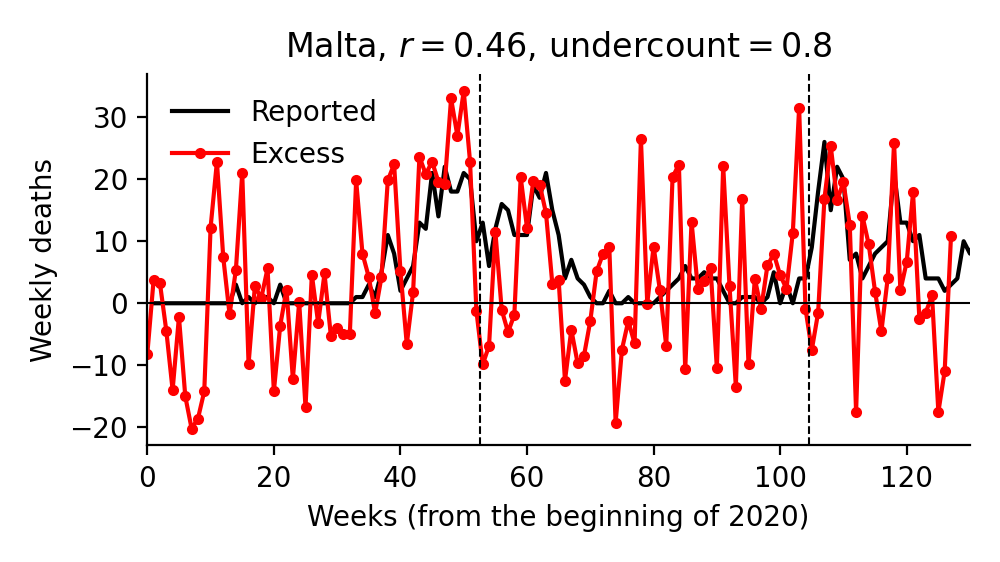 Malta, r = 0.46, undercount = 0.8
Reported
Excess
Weekly deaths
30
20
10
0
−10
−20
0 20 40 60 80 100 120
Weeks (from the beginning of 2020)